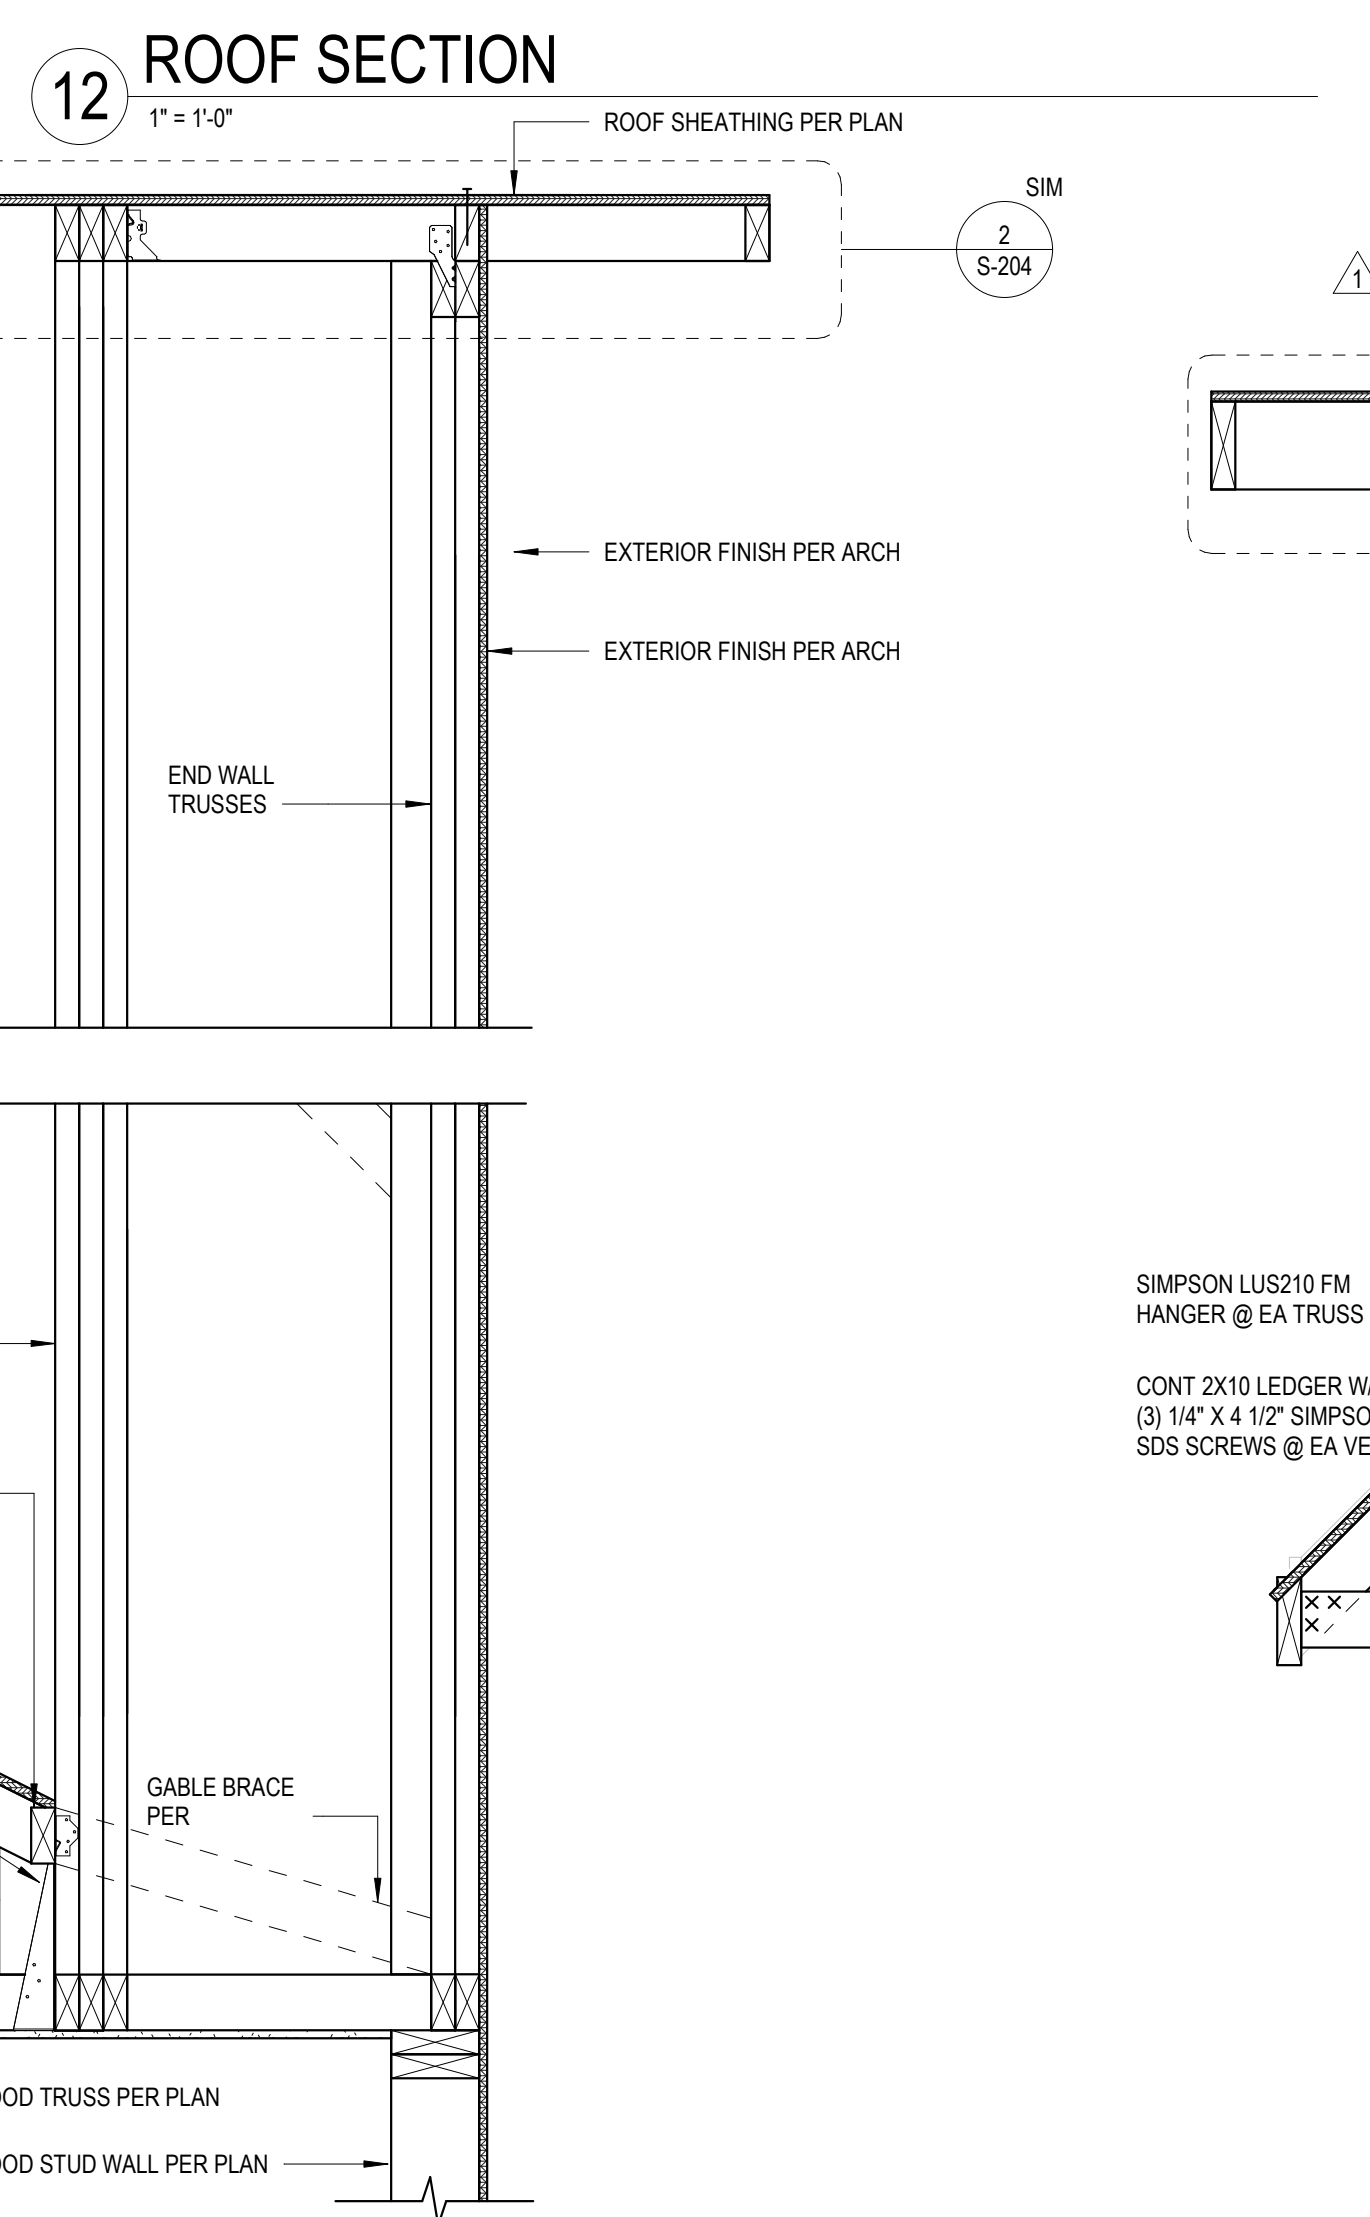 12
ROOF SECTION
1" = 1'-0"
ROOF SHEATHING PER PLAN
SIM
2
S-204
1
EXTERIOR FINISH PER ARCH
EXTERIOR FINISH PER ARCH
END WALL
TRUSSES
SIMPSON LUS210 FM
HANGER @ EA TRUSS
CONT 2X10 LEDGER W/
(3) 1/4" X 4 1/2" SIMPSO
SDS SCREWS @ EA VE
GABLE BRACE
PER
OOD TRUSS PER PLAN
OOD STUD WALL PER PLAN